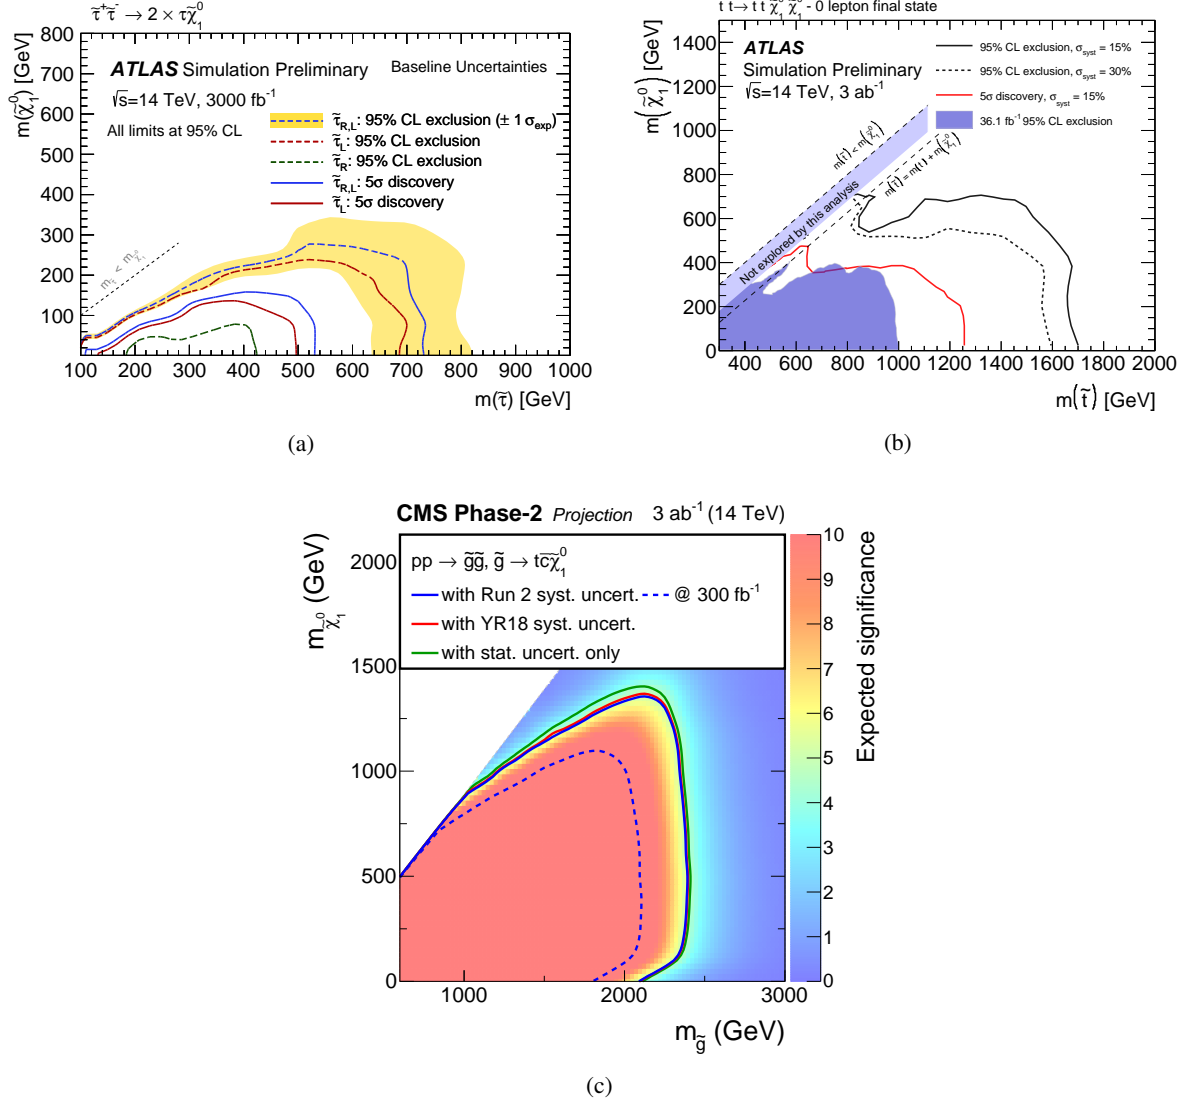 τ̃⁺τ̃⁻ → 2 × τχ̃₁⁰
m(χ̃₁⁰) [GeV]
800
700
600
500
400
300
200
100
ATLAS Simulation Preliminary
Baseline Uncertainties
√s=14 TeV, 3000 fb⁻¹
All limits at 95% CL
τ̃R,L: 95% CL exclusion (± 1 σexp)
τ̃L: 95% CL exclusion
τ̃R: 95% CL exclusion
τ̃R,L: 5σ discovery
τ̃L: 5σ discovery
mτ̃ < mχ̃₁⁰
100 200 300 400 500 600 700 800 900 1000
m(τ̃) [GeV]
(a)
t̃ t̃→ t t χ̃₁⁰ χ̃₁⁰ - 0 lepton final state
m(χ̃₁⁰) [GeV]
1400
1200
1000
800
600
400
200
0
ATLAS
Simulation Preliminary
√s=14 TeV, 3 ab⁻¹
95% CL exclusion, σsyst = 15%
95% CL exclusion, σsyst = 30%
5σ discovery, σsyst = 15%
36.1 fb⁻¹ 95% CL exclusion
m(t̃) < m(χ̃₁⁰)
m(t̃) = m(t) + m(χ̃₁⁰)
Not explored by this analysis
400 600 800 1000 1200 1400 1600 1800 2000
m(t̃) [GeV]
(b)
CMS Phase-2 Projection 3 ab⁻¹ (14 TeV)
mχ̃₁⁰ (GeV)
2000
1500
1000
500
0
pp → g̃g̃, g̃ → tc̅χ̃₁⁰
with Run 2 syst. uncert. @ 300 fb⁻¹
with YR18 syst. uncert.
with stat. uncert. only
1000 2000 3000
mg̃ (GeV)
10
9
8
7
6
5
4
3
2
1
0
Expected significance
(c)